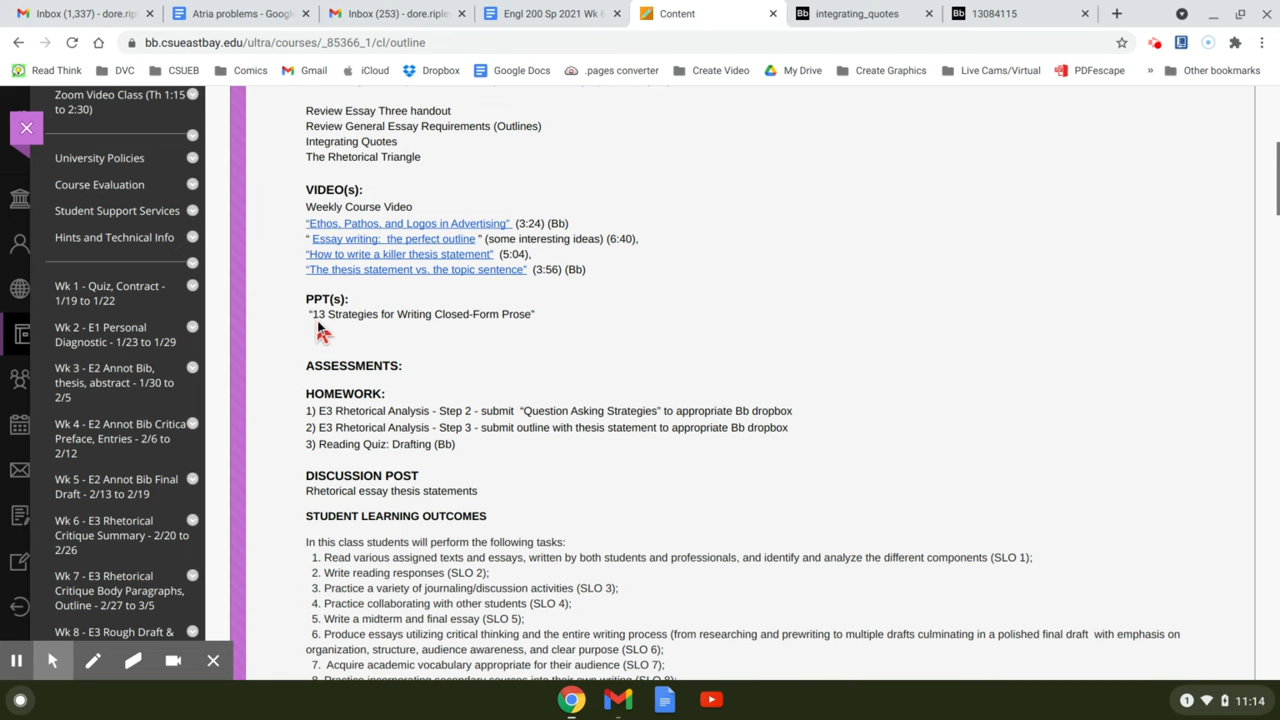 Inbox (1,337) - dore.riple
Atria problems - Googl
Inbox (253) - dore.riple
Engl 200 Sp 2021 Wk 6
Content
Bb integrating_quotes
Bb 13084115
bb.csueastbay.edu/ultra/courses/_85366_1/cl/outline
Read Think
DVC
CSUEB
Comics
Gmail
iCloud
Dropbox
Google Docs
.pages converter
Create Video
My Drive
Create Graphics
Live Cams/Virtual
PDFescape
»
Other bookmarks
Zoom Video Class (Th 1:15
to 2:30)
University Policies
Course Evaluation
Student Support Services
Hints and Technical Info
Wk 1 - Quiz, Contract -
1/19 to 1/22
Wk 2 - E1 Personal
Diagnostic - 1/23 to 1/29
Wk 3 - E2 Annot Bib,
thesis, abstract - 1/30 to
2/5
Wk 4 - E2 Annot Bib Critica
Preface, Entries - 2/6 to
2/12
Wk 5 - E2 Annot Bib Final
Draft - 2/13 to 2/19
Wk 6 - E3 Rhetorical
Critique Summary - 2/20 to
2/26
Wk 7 - E3 Rhetorical
Critique Body Paragraphs,
Outline - 2/27 to 3/5
Wk 8 - E3 Rough Draft &
Review Essay Three handout
Review General Essay Requirements (Outlines)
Integrating Quotes
The Rhetorical Triangle
VIDEO(s):
Weekly Course Video
“Ethos, Pathos, and Logos in Advertising” (3:24) (Bb)
“ Essay writing: the perfect outline ” (some interesting ideas) (6:40),
“How to write a killer thesis statement” (5:04),
“The thesis statement vs. the topic sentence” (3:56) (Bb)
PPT(s):
“13 Strategies for Writing Closed-Form Prose”
ASSESSMENTS:
HOMEWORK:
1) E3 Rhetorical Analysis - Step 2 - submit “Question Asking Strategies” to appropriate Bb dropbox
2) E3 Rhetorical Analysis - Step 3 - submit outline with thesis statement to appropriate Bb dropbox
3) Reading Quiz: Drafting (Bb)
DISCUSSION POST
Rhetorical essay thesis statements
STUDENT LEARNING OUTCOMES
In this class students will perform the following tasks:
1. Read various assigned texts and essays, written by both students and professionals, and identify and analyze the different components (SLO 1);
2. Write reading responses (SLO 2);
3. Practice a variety of journaling/discussion activities (SLO 3);
4. Practice collaborating with other students (SLO 4);
5. Write a midterm and final essay (SLO 5);
6. Produce essays utilizing critical thinking and the entire writing process (from researching and prewriting to multiple drafts culminating in a polished final draft with emphasis on
organization, structure, audience awareness, and clear purpose (SLO 6);
7. Acquire academic vocabulary appropriate for their audience (SLO 7);
8. Practice incorporating secondary sources into their own writing (SLO 8);
1
11:14